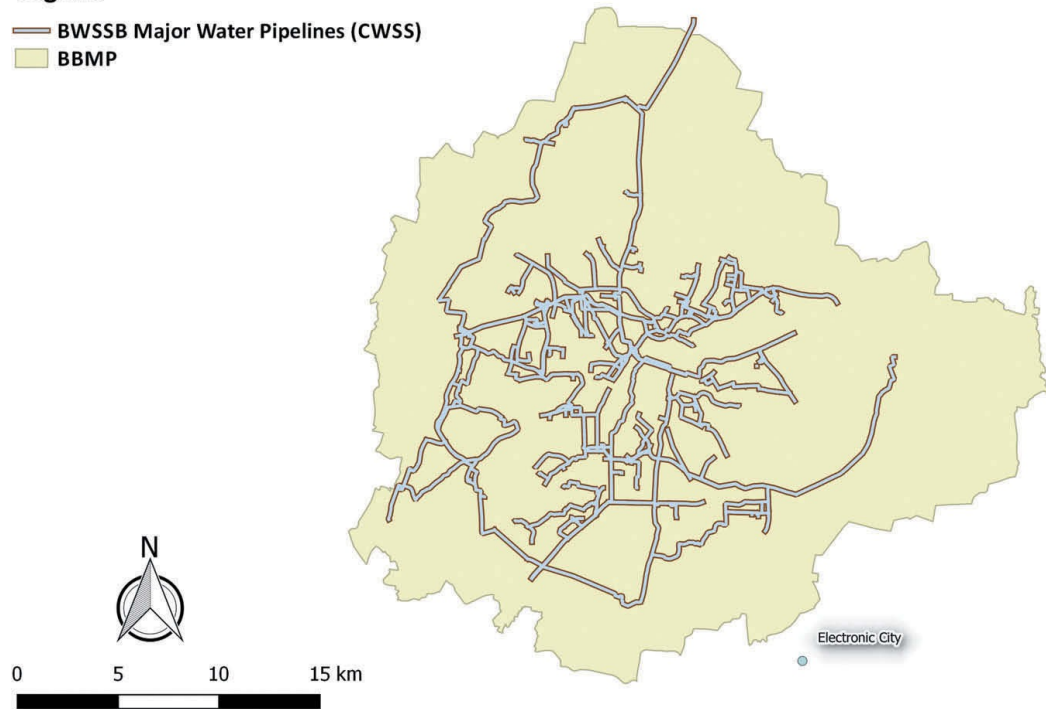 BWSSB Major Water Pipelines (CWSS)
BBMP
N
0 5 10 15 km
Electronic City